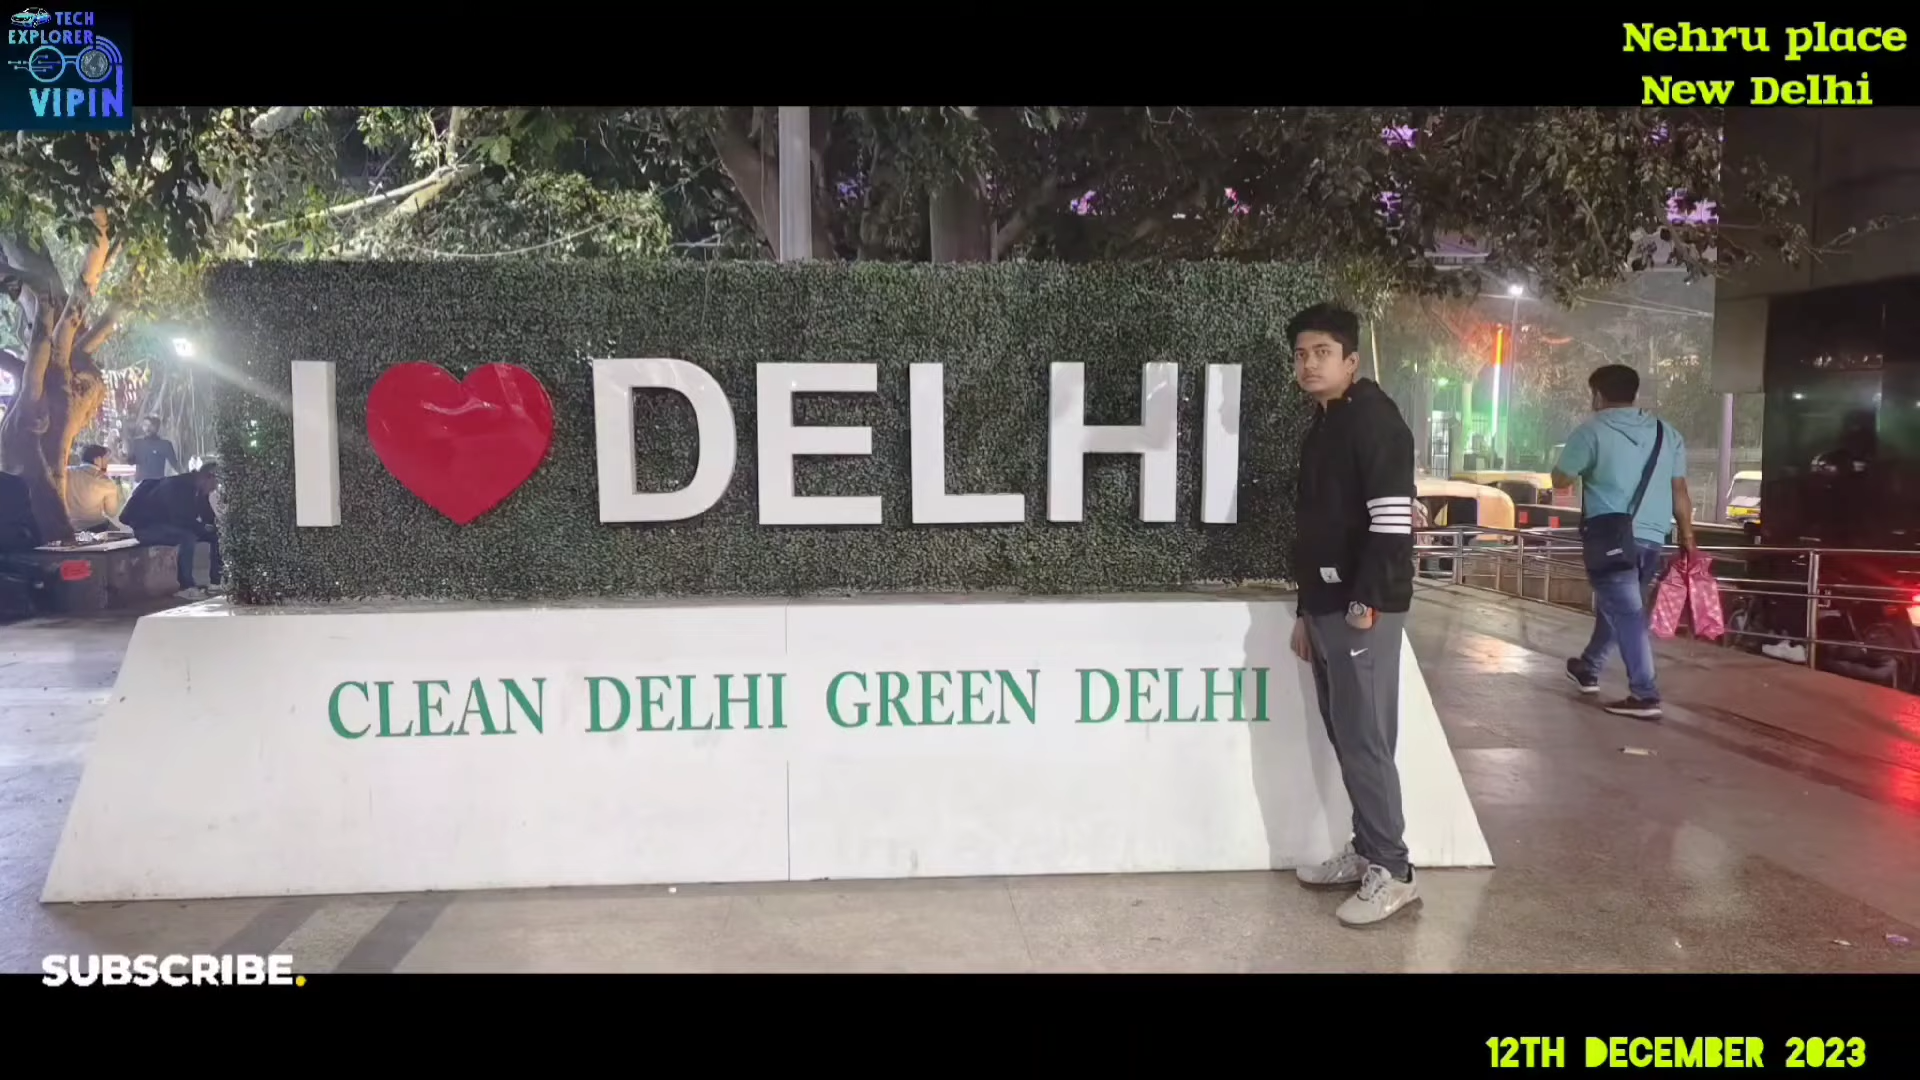 TECH
EXPLORER
VIPIN
Nehru place
New Delhi
I ❤ DELHI
CLEAN DELHI GREEN DELHI
SUBSCRIBE.
12TH DECEMBER 2023